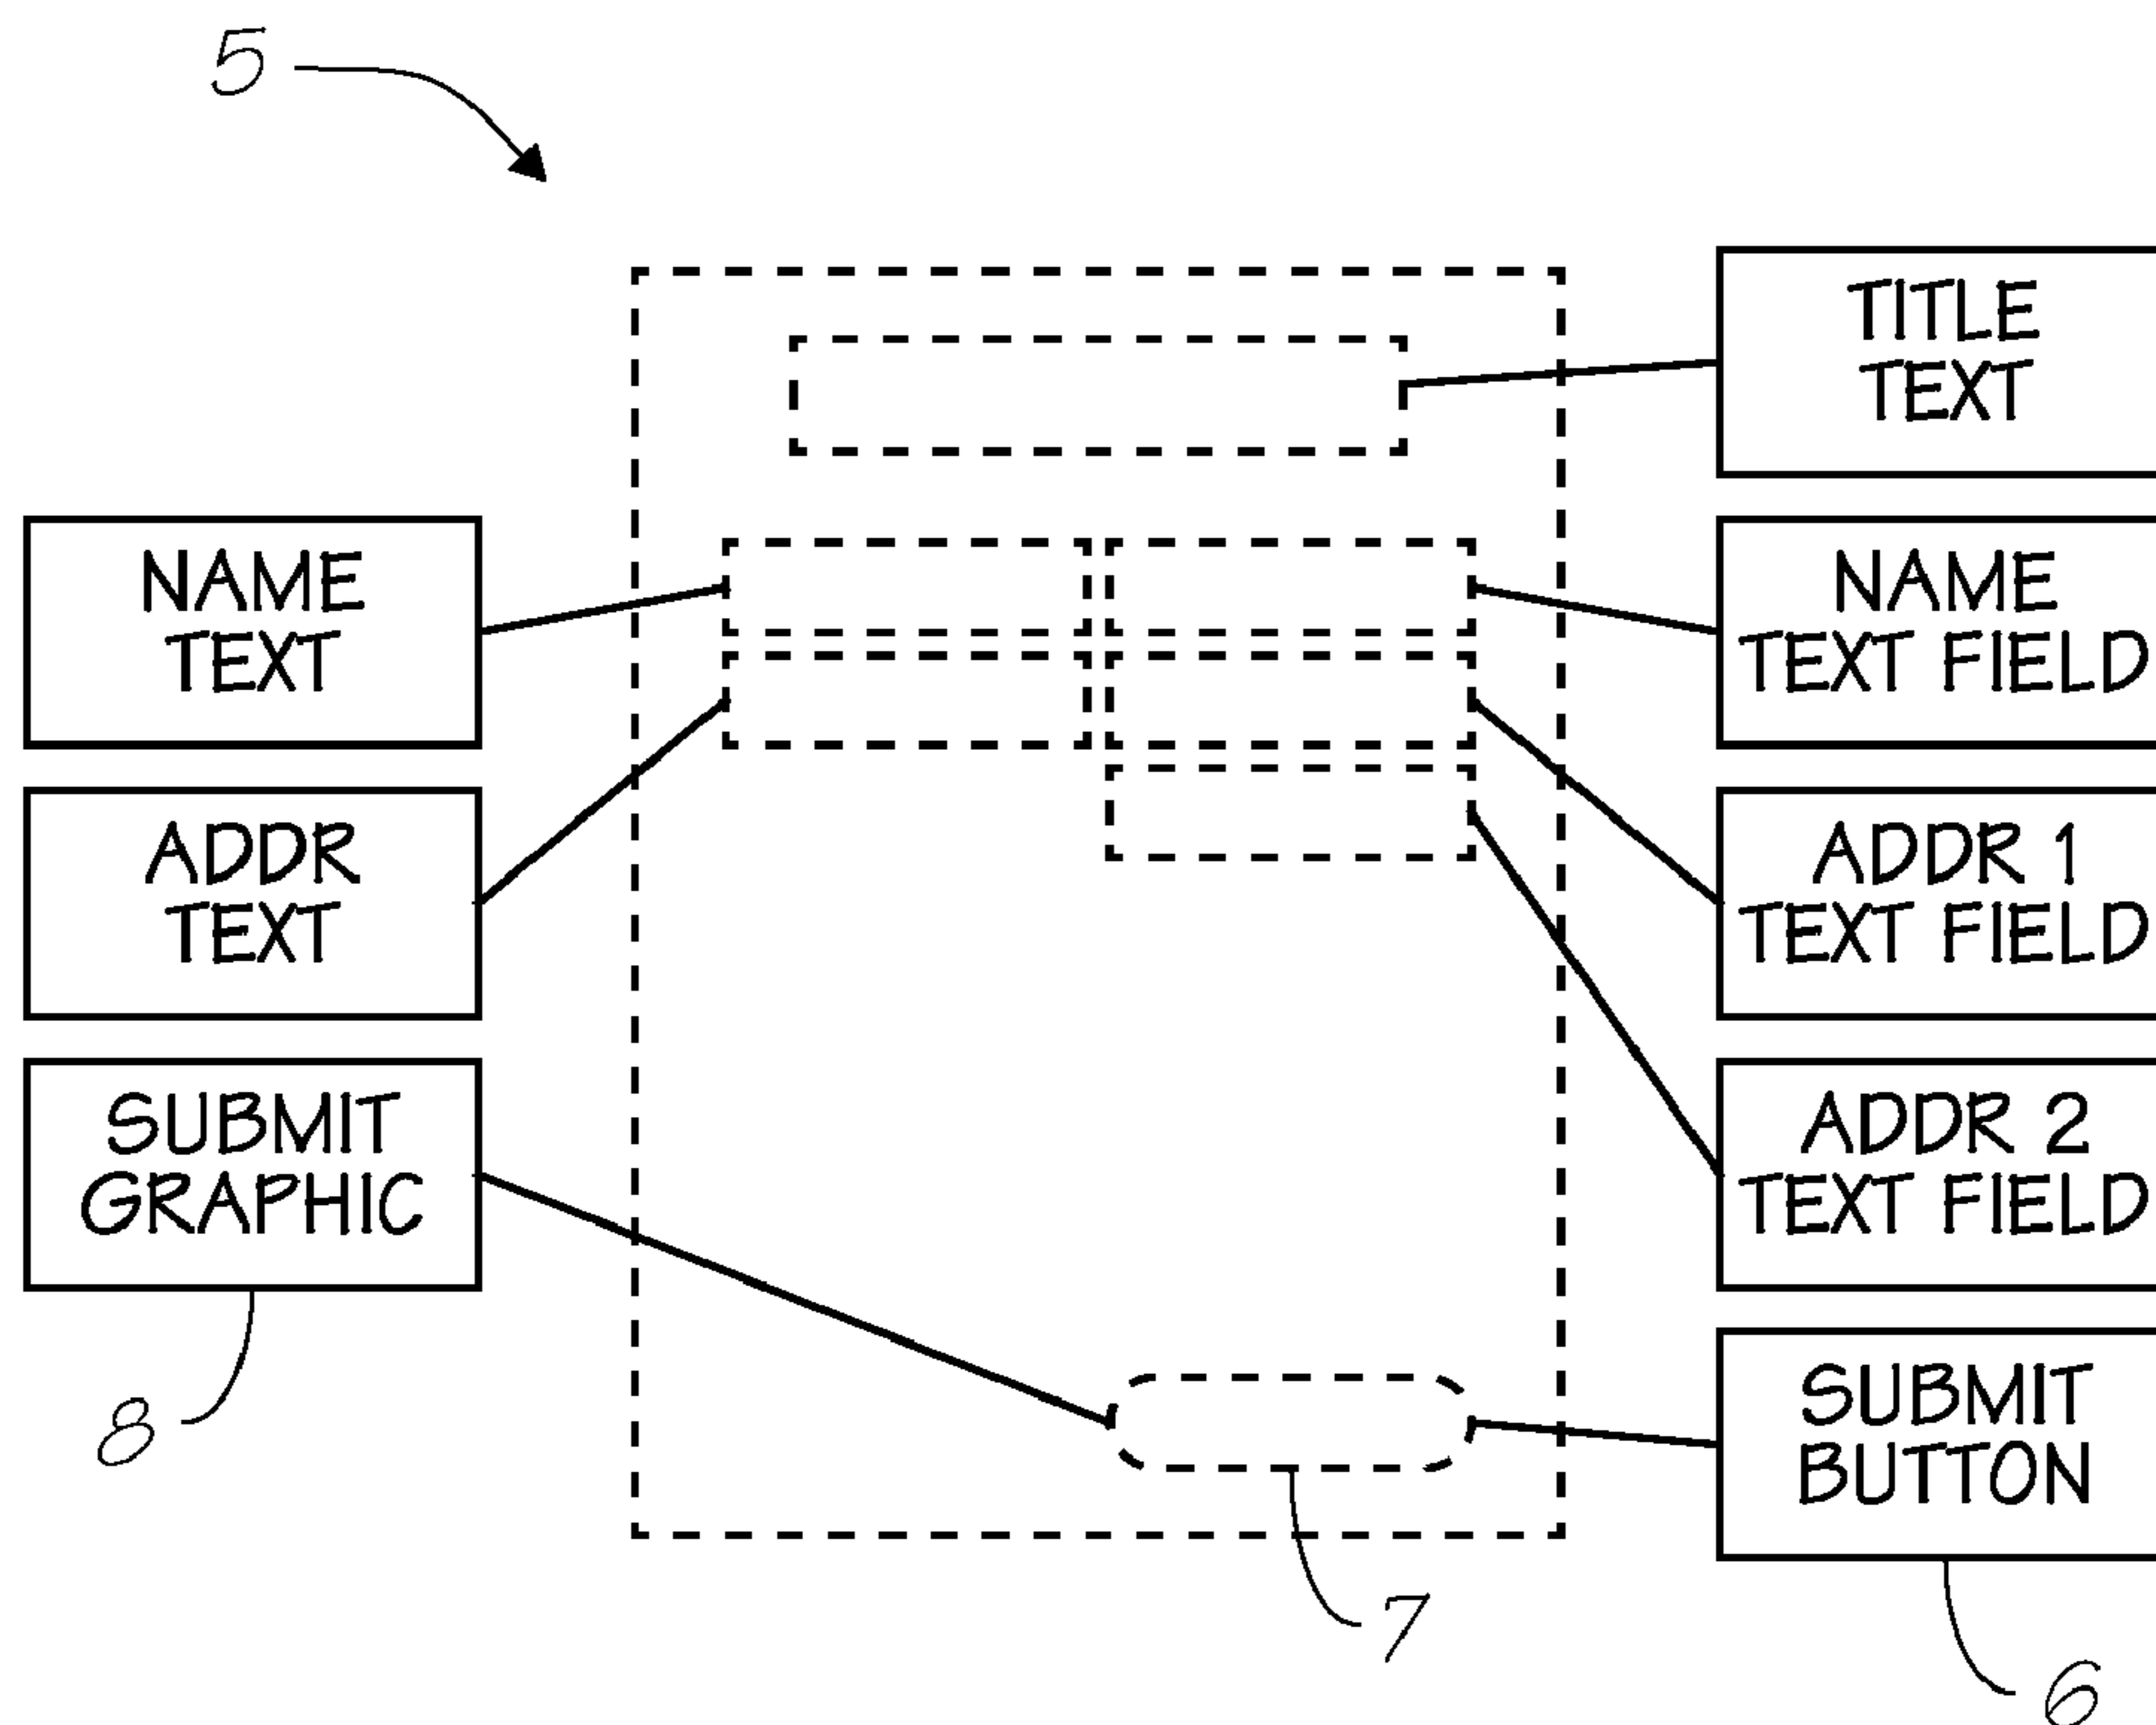 5
TITLE
TEXT
NAME
TEXT
NAME
TEXT FIELD
ADDR
TEXT
ADDR 1
TEXT FIELD
SUBMIT
GRAPHIC
ADDR 2
TEXT FIELD
SUBMIT
BUTTON
8
7
6